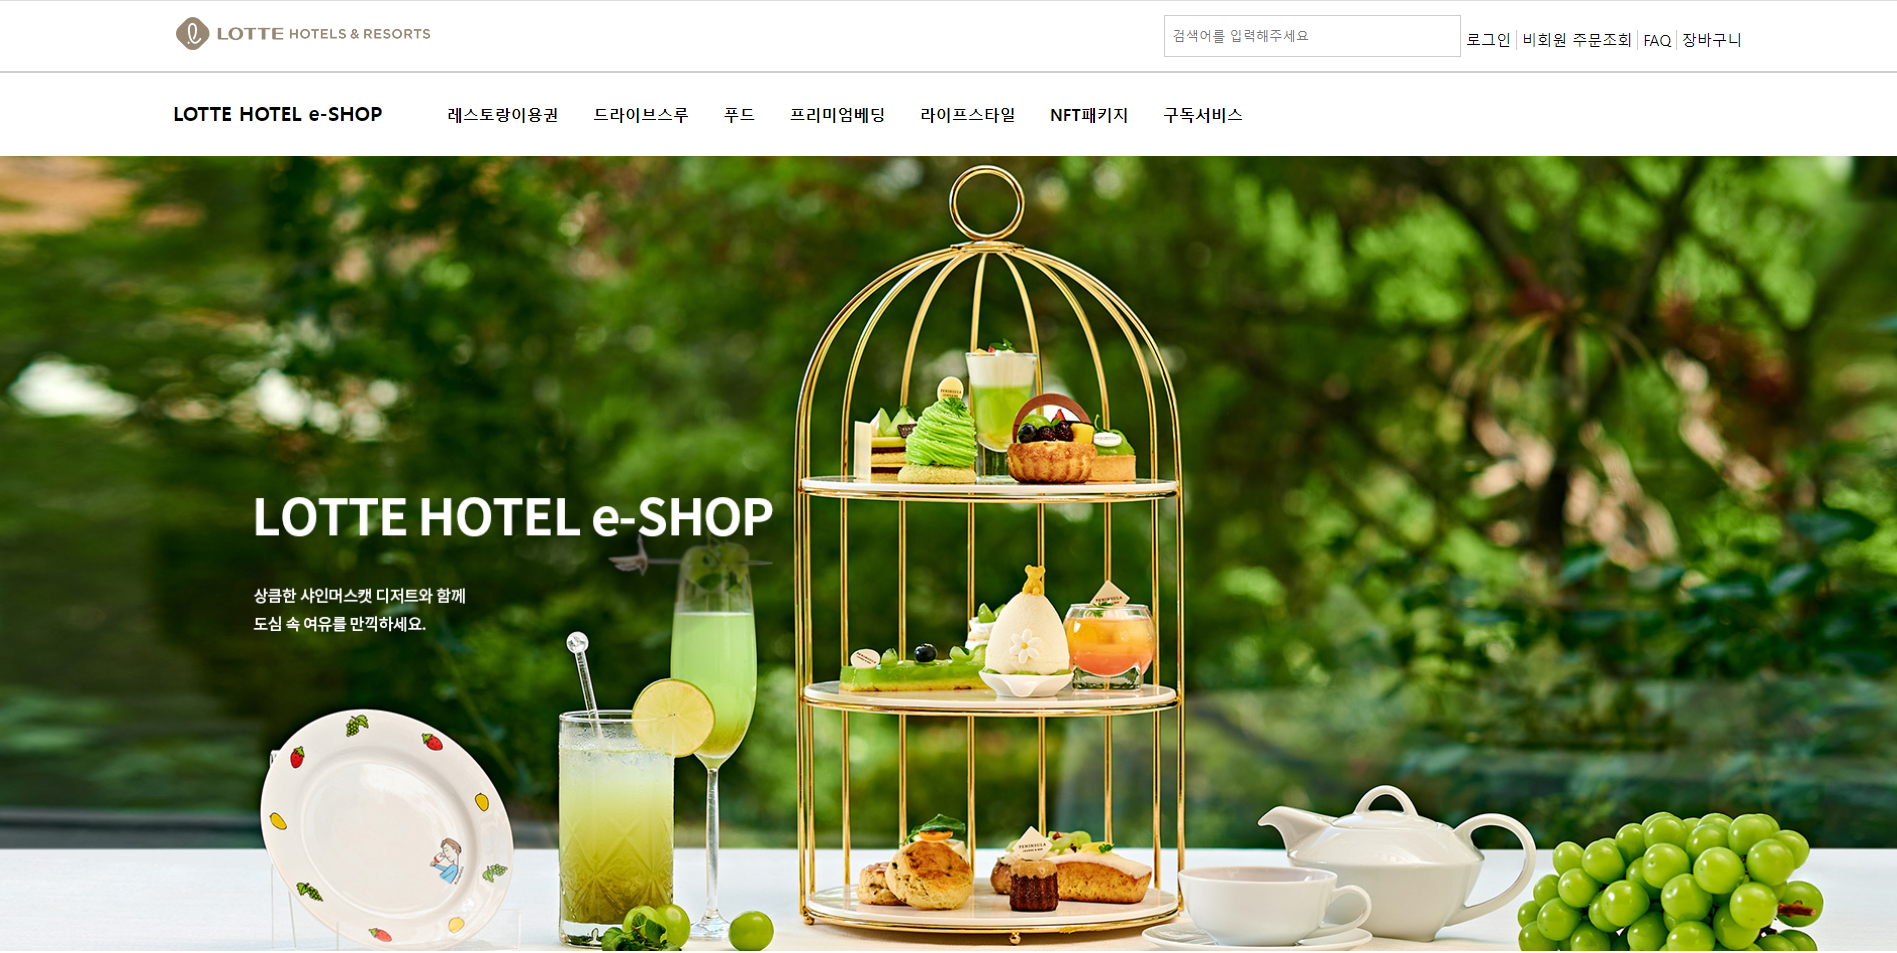 LOTTE HOTELS & RESORTS
검색어를 입력해주세요
로그인 비회원 주문조회 FAQ 장바구니
LOTTE HOTEL e-SHOP 레스토랑이용권 드라이브스루 푸드 프리미엄베딩 라이프스타일 NFT패키지 구독서비스
LOTTE HOTEL e-SHOP
상큼한 샤인머스캣 디저트와 함께
도심 속 여유를 만끽하세요.
PENINSULA